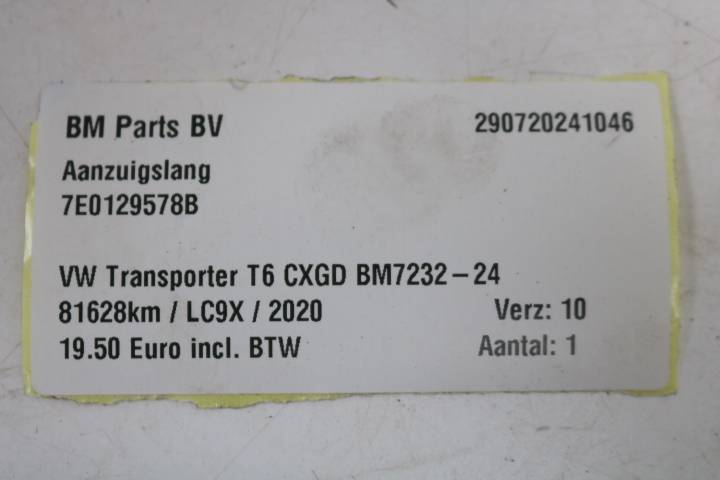 BM Parts BV 290720241046
Aanzuigslang
7E0129578B
VW Transporter T6 CXGD BM7232-24
81628km / LC9X / 2020 Verz: 10
19.50 Euro incl. BTW Aantal: 1